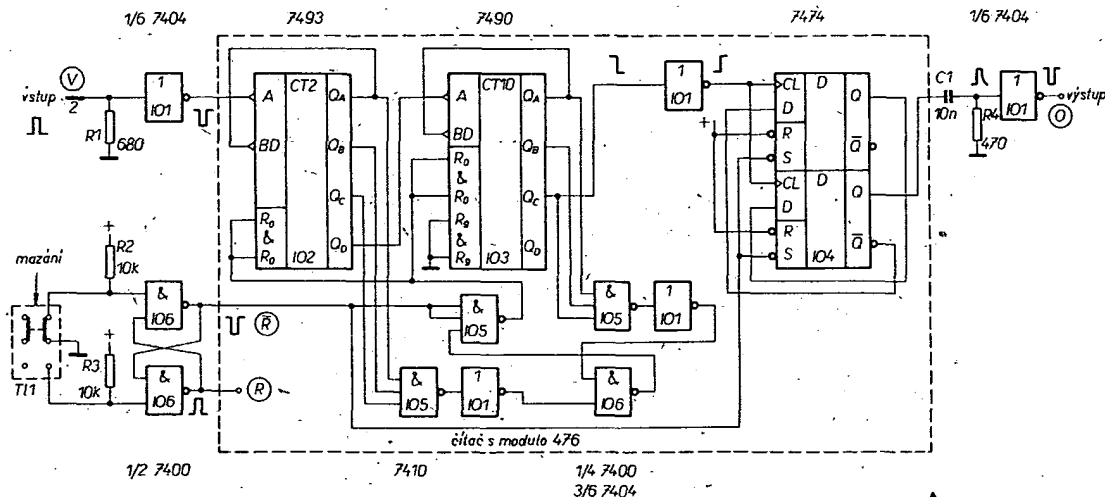 1/6 7404
7493
7490
7474
1/6 7404
vstup
V
2
R1
680
1
IO1
A
CT2
QA
BD
QB
QC
QD
R0
&
R0
IO2
A
CT10
QA
BD
QB
R0
&
R0
QC
R9
&
R9
IO3
QD
1
IO1
CL
D
Q
D
R
S
Q̅
CL
D
Q
D
R
S
Q̅
IO4
C1
10n
R4
470
1
IO1
výstup
O
mazání
R2
10k
R3
10k
Tl1
&
IO6
&
IO6
R̅
R
&
IO5
&
IO5
1
IO1
&
IO5
1
IO1
&
IO6
čítač s modulo 476
1/2 7400
7410
1/4 7400
3/6 7404